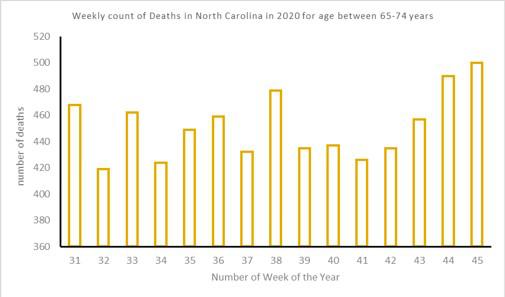 Weekly count of Deaths in North Carolina in 2020 for age between 65-74 years
520
500
480
460
440
420
400
380
360
number of deaths
31 32 33 34 35 36 37 38 39 40 41 42 43 44 45
Number of Week of the Year